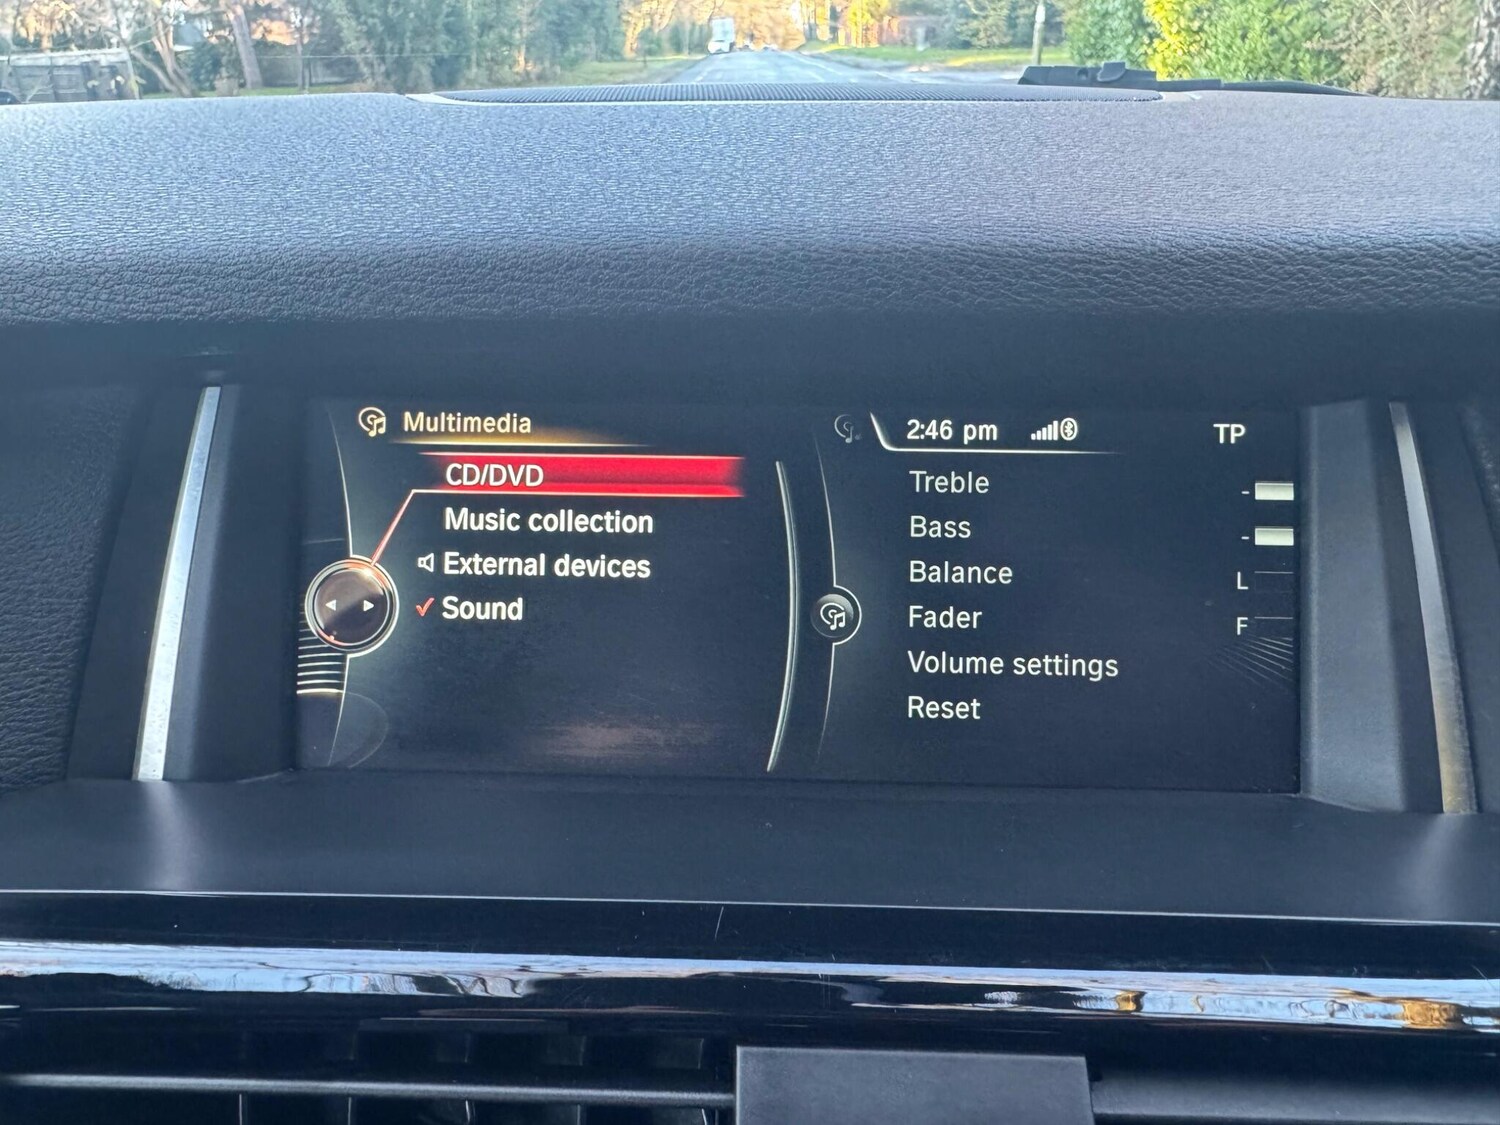 Multimedia
CD/DVD
Music collection
External devices
Sound
2:46 pm TP
Treble -
Bass -
Balance L
Fader F
Volume settings
Reset